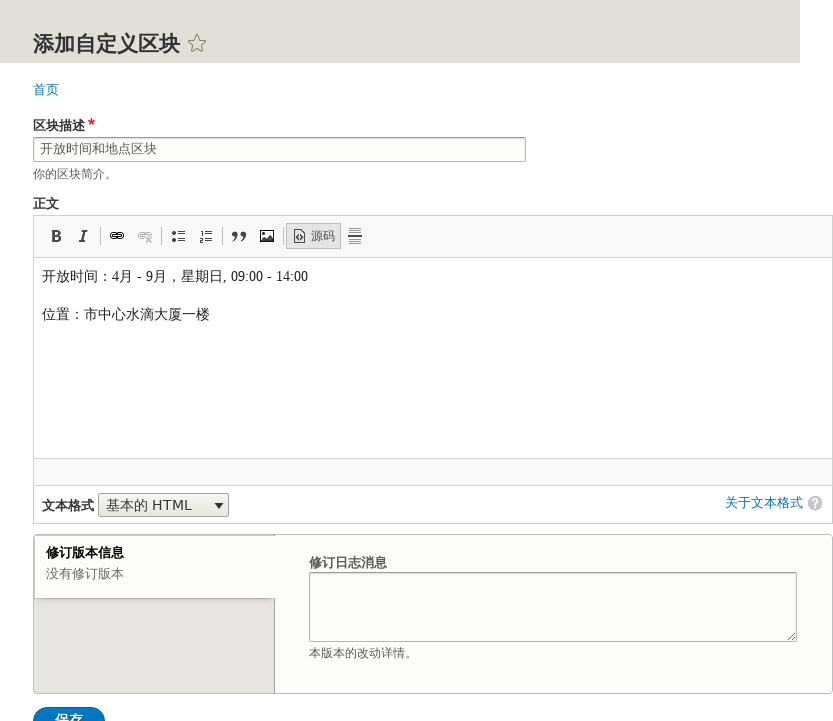 添加自定义区块
首页
区块描述*
开放时间和地点区块
你的区块简介。
正文
B I 源码
开放时间：4月 - 9月，星期日, 09:00 - 14:00
位置：市中心水滴大厦一楼
文本格式 基本的 HTML 关于文本格式 ?
修订版本信息
没有修订版本
修订日志消息
本版本的改动详情。
保存